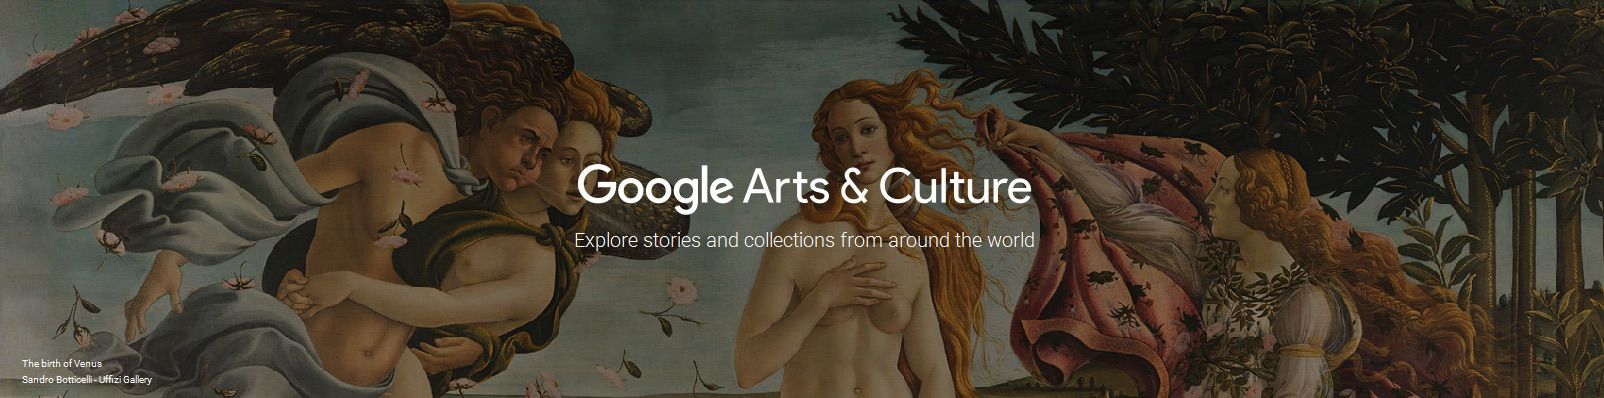 Google Arts & Culture
Explore stories and collections from around the world
The birth of Venus
Sandro Botticelli - Uffizi Gallery